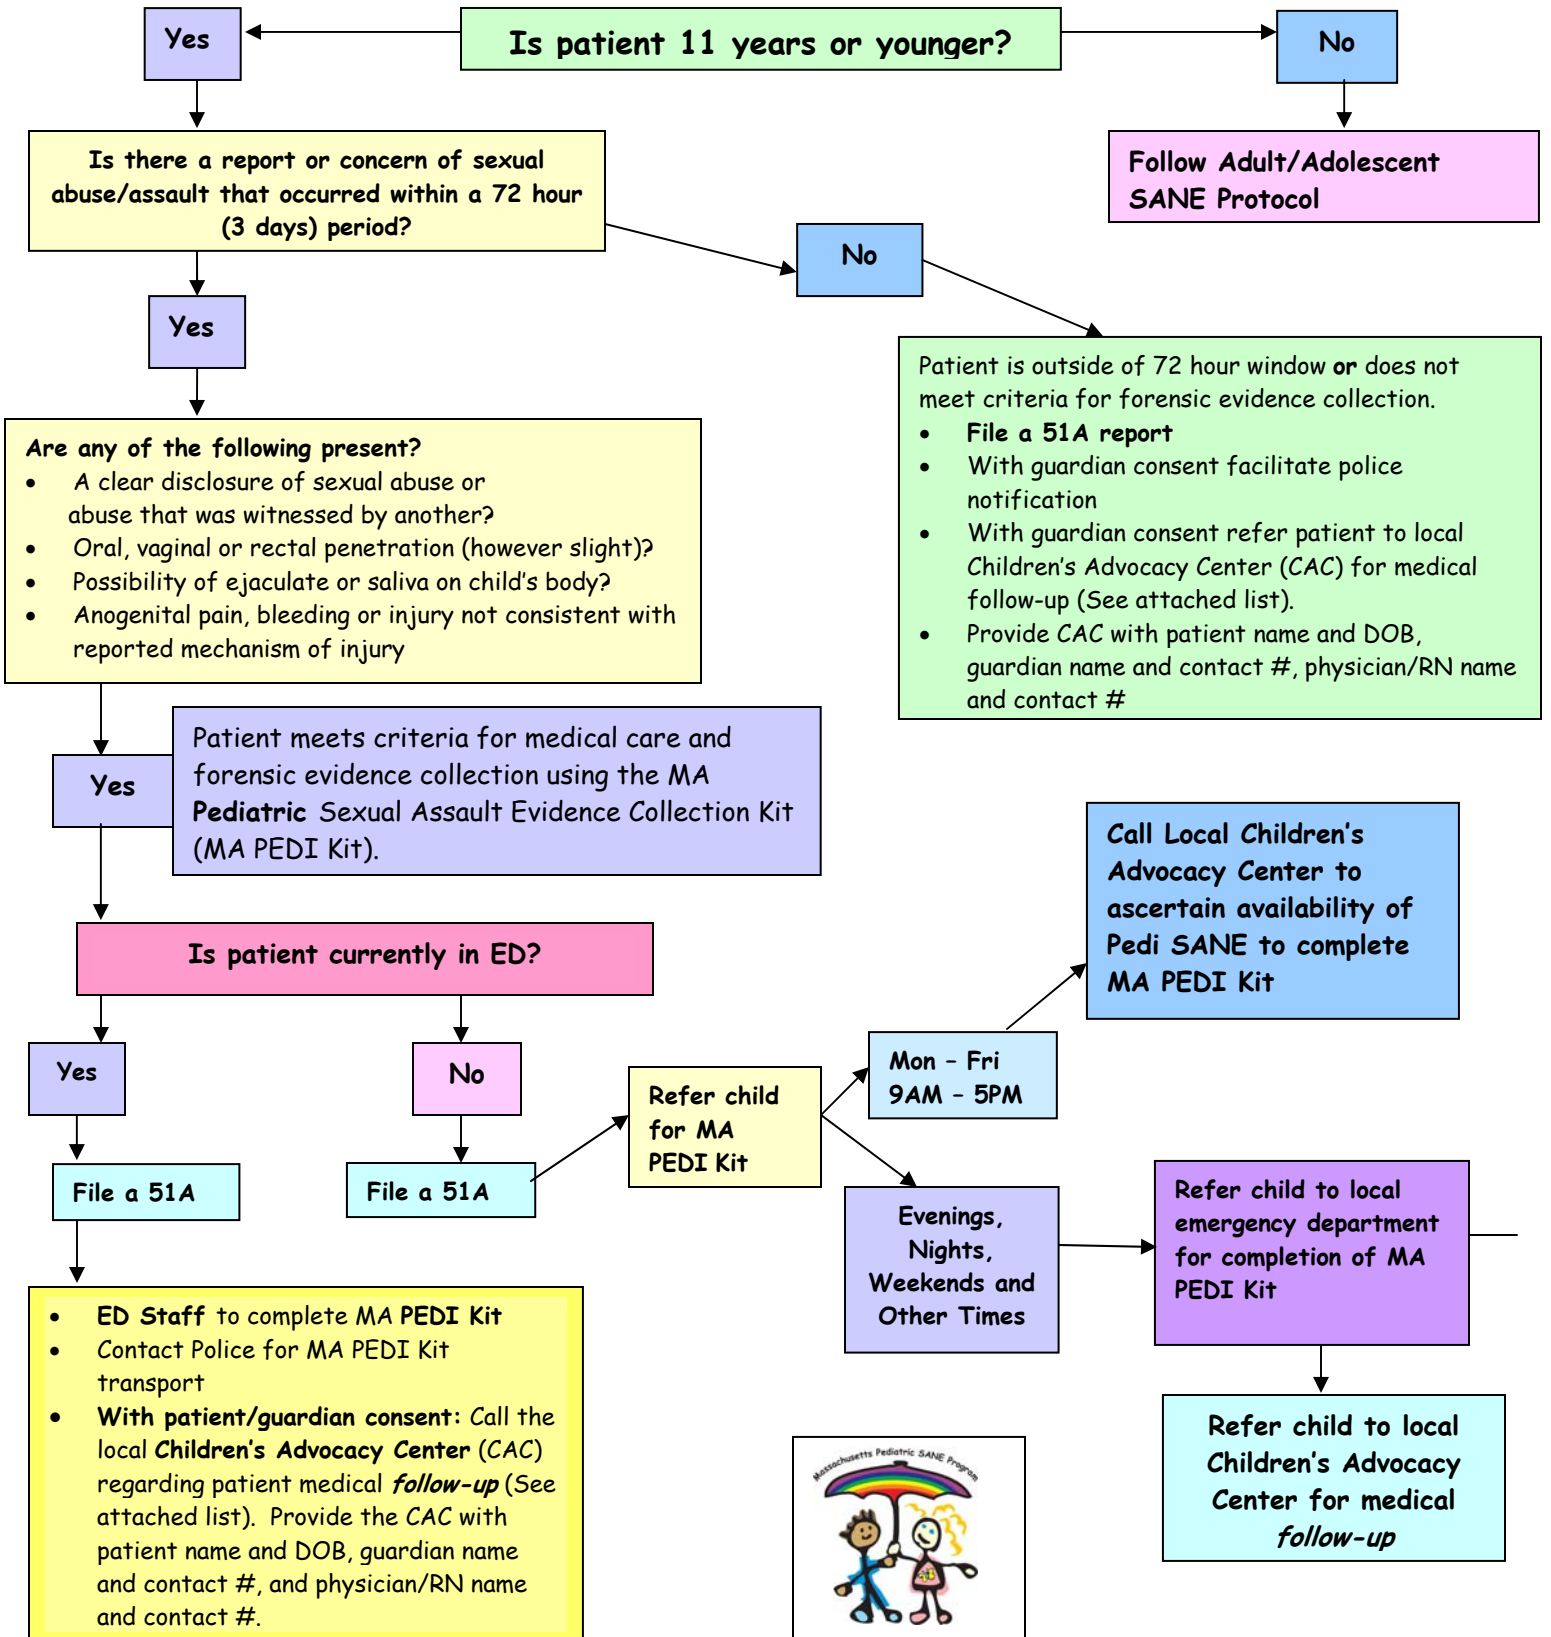 Is patient 11 years or younger?
Yes
No
Follow Adult/Adolescent
SANE Protocol
Is there a report or concern of sexual
abuse/assault that occurred within a 72 hour
(3 days) period?
No
Yes
Patient is outside of 72 hour window or does not
meet criteria for forensic evidence collection.
• File a 51A report
• With guardian consent facilitate police
notification
• With guardian consent refer patient to local
Children's Advocacy Center (CAC) for medical
follow-up (See attached list).
• Provide CAC with patient name and DOB,
guardian name and contact #, physician/RN name
and contact #
Are any of the following present?
• A clear disclosure of sexual abuse or
abuse that was witnessed by another?
• Oral, vaginal or rectal penetration (however slight)?
• Possibility of ejaculate or saliva on child's body?
• Anogenital pain, bleeding or injury not consistent with
reported mechanism of injury
Yes
Patient meets criteria for medical care and
forensic evidence collection using the MA
Pediatric Sexual Assault Evidence Collection Kit
(MA PEDI Kit).
Is patient currently in ED?
Yes
No
File a 51A
File a 51A
Refer child
for MA
PEDI Kit
Mon – Fri
9AM – 5PM
Call Local Children's
Advocacy Center to
ascertain availability of
Pedi SANE to complete
MA PEDI Kit
Evenings,
Nights,
Weekends and
Other Times
Refer child to local
emergency department
for completion of MA
PEDI Kit
Refer child to local
Children's Advocacy
Center for medical
follow-up
• ED Staff to complete MA PEDI Kit
• Contact Police for MA PEDI Kit
transport
• With patient/guardian consent: Call the
local Children's Advocacy Center (CAC)
regarding patient medical follow-up (See
attached list). Provide the CAC with
patient name and DOB, guardian name
and contact #, and physician/RN name
and contact #.
Massachusetts Pediatric SANE Program